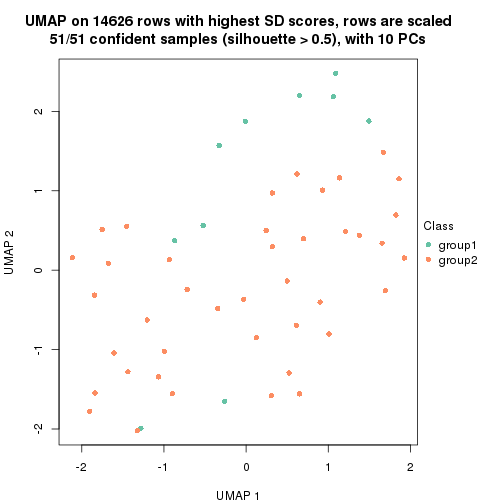 UMAP on 14626 rows with highest SD scores, rows are scaled
51/51 confident samples (silhouette > 0.5), with 10 PCs
2
1
0
-1
-2
UMAP 2
Class
group1
group2
-2 -1 0 1 2
UMAP 1